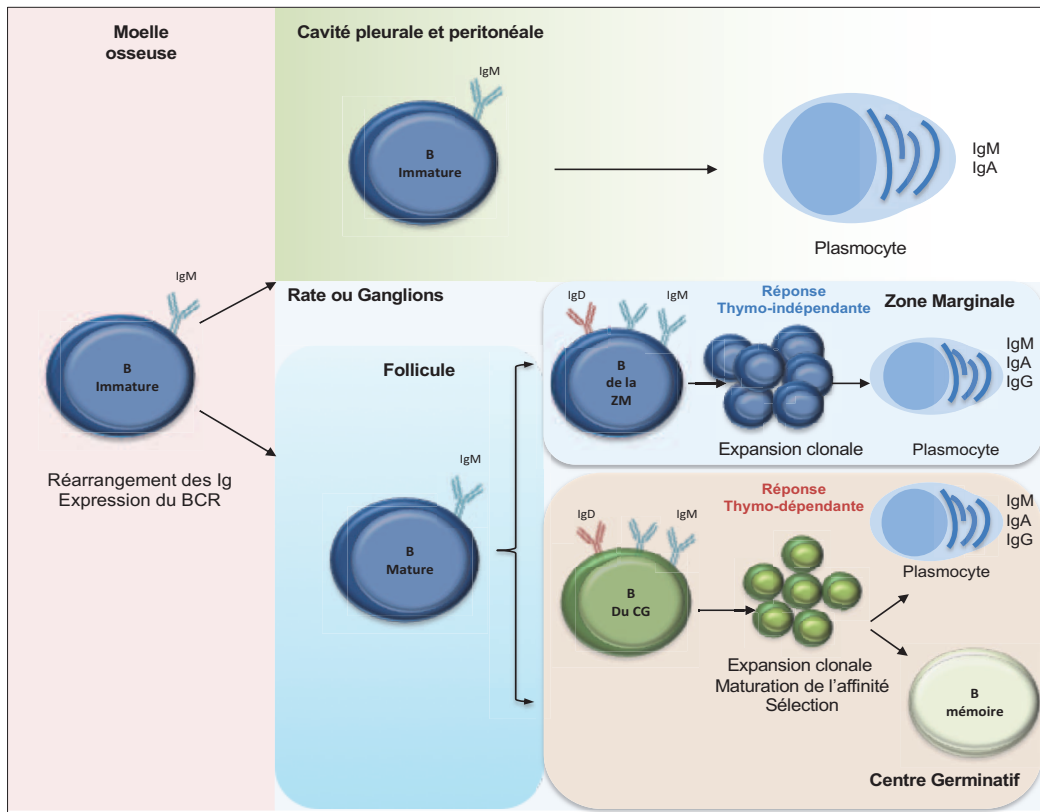 Moelle
osseuse
IgM
B
Immature
Réarrangement des Ig
Expression du BCR
Cavité pleurale et peritonéale
IgM
B
Immature
IgM
IgA
Plasmocyte
Rate ou Ganglions
Follicule
IgM
B
Mature
Réponse
Thymo-indépendante
Zone Marginale
IgD
IgM
B
de la
ZM
Expansion clonale
IgM
IgA
IgG
Plasmocyte
Réponse
Thymo-dépendante
IgD
IgM
B
Du CG
Expansion clonale
Maturation de l'affinité
Sélection
IgM
IgA
IgG
Plasmocyte
B
mémoire
Centre Germinatif